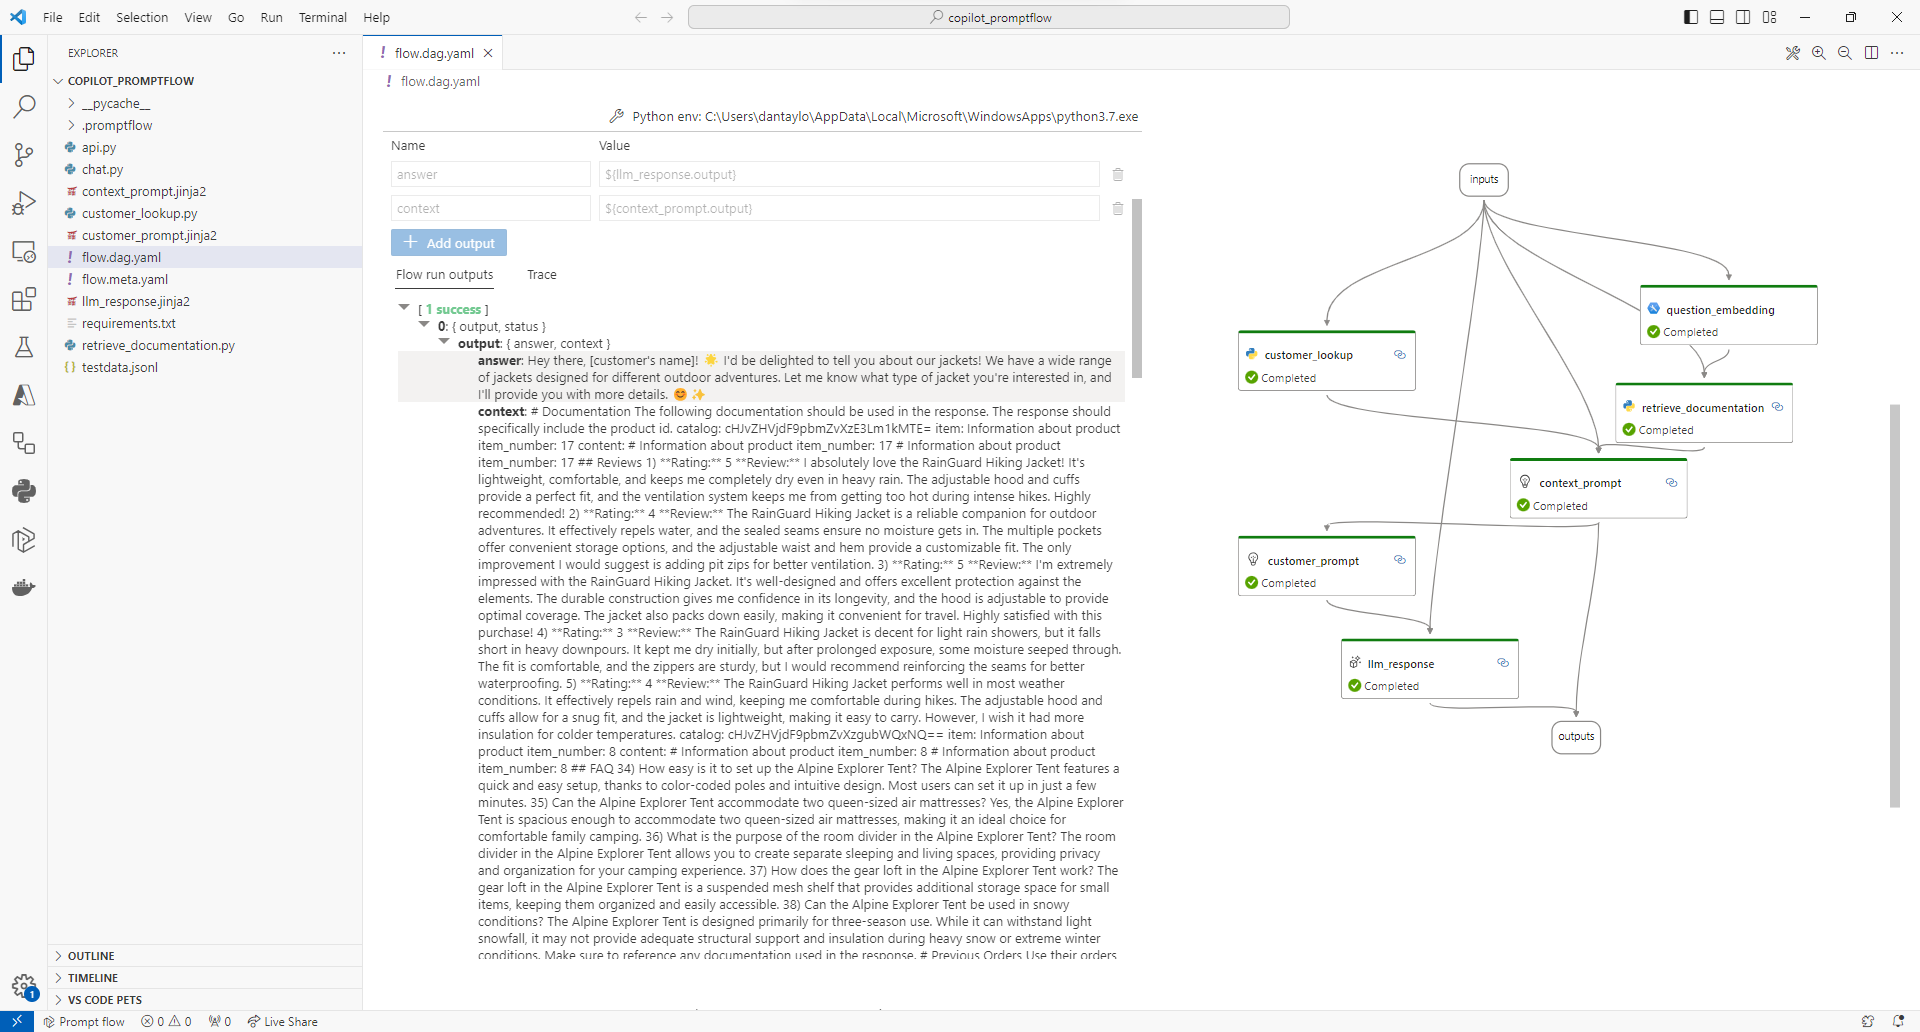 File Edit Selection View Go Run Terminal Help
copilot_promptflow
EXPLORER
COPILOT_PROMPTFLOW
__pycache__
.promptflow
api.py
chat.py
context_prompt.jinja2
customer_lookup.py
customer_prompt.jinja2
! flow.dag.yaml
! flow.meta.yaml
llm_response.jinja2
requirements.txt
retrieve_documentation.py
{} testdata.jsonl
OUTLINE
TIMELINE
VS CODE PETS
! flow.dag.yaml
! flow.dag.yaml
Python env: C:\Users\dantaylo\AppData\Local\Microsoft\WindowsApps\python3.7.exe
Name Value
answer ${llm_response.output}
context ${context_prompt.output}
+ Add output
Flow run outputs Trace
[ 1 success ]
0: { output, status }
output: { answer, context }
answer: Hey there, [customer's name]! 🌟 I'd be delighted to tell you about our jackets! We have a wide range
of jackets designed for different outdoor adventures. Let me know what type of jacket you're interested in, and
I'll provide you with more details. 😊 ✨
context: # Documentation The following documentation should be used in the response. The response should
specifically include the product id. catalog: cHJvZHVjdF9pbmZvXzE3Lm1kMTE= item: Information about product
item_number: 17 content: # Information about product item_number: 17 # Information about product
item_number: 17 ## Reviews 1) **Rating:** 5 **Review:** I absolutely love the RainGuard Hiking Jacket! It's
lightweight, comfortable, and keeps me completely dry even in heavy rain. The adjustable hood and cuffs
provide a perfect fit, and the ventilation system keeps me from getting too hot during intense hikes. Highly
recommended! 2) **Rating:** 4 **Review:** The RainGuard Hiking Jacket is a reliable companion for outdoor
adventures. It effectively repels water, and the sealed seams ensure no moisture gets in. The multiple pockets
offer convenient storage options, and the adjustable waist and hem provide a customizable fit. The only
improvement I would suggest is adding pit zips for better ventilation. 3) **Rating:** 5 **Review:** I'm extremely
impressed with the RainGuard Hiking Jacket. It's well-designed and offers excellent protection against the
elements. The durable construction gives me confidence in its longevity, and the hood is adjustable to provide
optimal coverage. The jacket also packs down easily, making it convenient for travel. Highly satisfied with this
purchase! 4) **Rating:** 3 **Review:** The RainGuard Hiking Jacket is decent for light rain showers, but it falls
short in heavy downpours. It kept me dry initially, but after prolonged exposure, some moisture seeped through.
The fit is comfortable, and the zippers are sturdy, but I would recommend reinforcing the seams for better
waterproofing. 5) **Rating:** 4 **Review:** The RainGuard Hiking Jacket performs well in most weather
conditions. It effectively repels rain and wind, keeping me comfortable during hikes. The adjustable hood and
cuffs allow for a snug fit, and the jacket is lightweight, making it easy to carry. However, I wish it had more
insulation for colder temperatures. catalog: cHJvZHVjdF9pbmZvXzgubWQxNQ== item: Information about
product item_number: 8 content: # Information about product item_number: 8 # Information about product
item_number: 8 ## FAQ 34) How easy is it to set up the Alpine Explorer Tent? The Alpine Explorer Tent features a
quick and easy setup, thanks to color-coded poles and intuitive design. Most users can set it up in just a few
minutes. 35) Can the Alpine Explorer Tent accommodate two queen-sized air mattresses? Yes, the Alpine Explorer
Tent is spacious enough to accommodate two queen-sized air mattresses, making it an ideal choice for
comfortable family camping. 36) What is the purpose of the room divider in the Alpine Explorer Tent? The room
divider in the Alpine Explorer Tent allows you to create separate sleeping and living spaces, providing privacy
and organization for your camping experience. 37) How does the gear loft in the Alpine Explorer Tent work? The
gear loft in the Alpine Explorer Tent is a suspended mesh shelf that provides additional storage space for small
items, keeping them organized and easily accessible. 38) Can the Alpine Explorer Tent be used in snowy
conditions? The Alpine Explorer Tent is designed primarily for three-season use. While it can withstand light
snowfall, it may not provide adequate structural support and insulation during heavy snow or extreme winter
conditions. Make sure to reference any documentation used in the response. # Previous Orders Use their orders
inputs
question_embedding
Completed
customer_lookup
Completed
retrieve_documentation
Completed
context_prompt
Completed
customer_prompt
Completed
llm_response
Completed
outputs
1
Prompt flow 0 0 0 Live Share